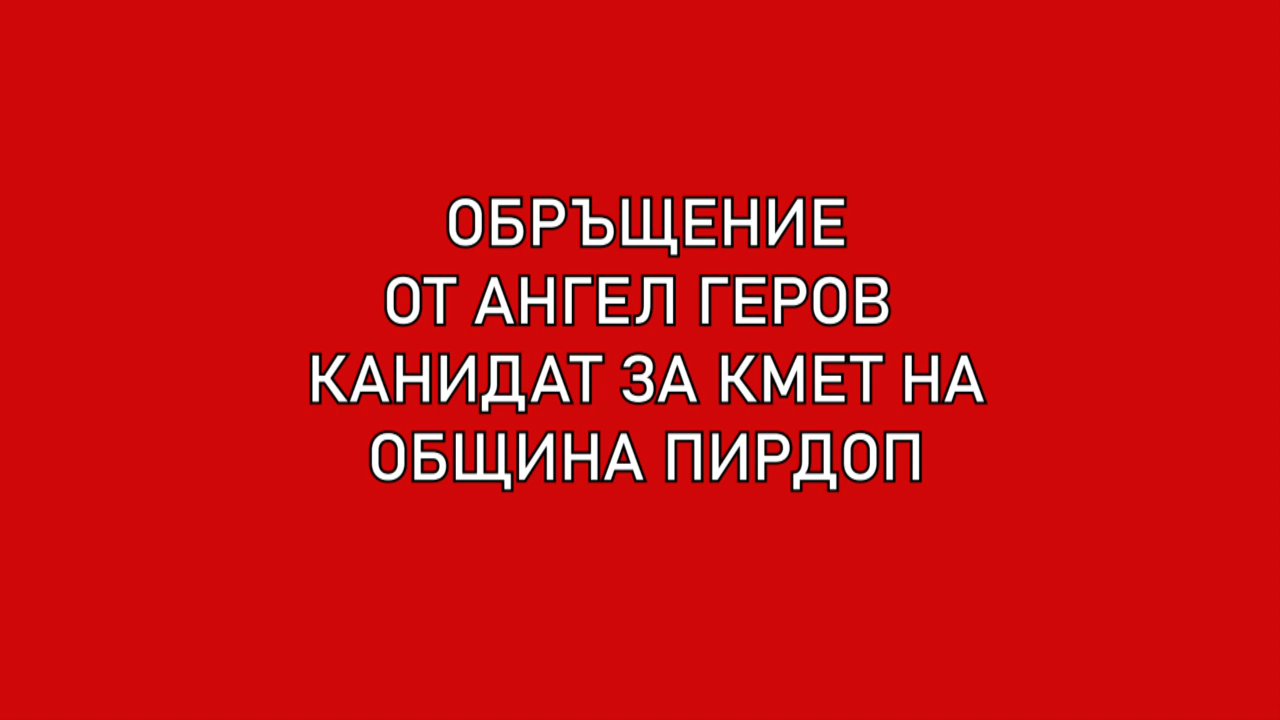 ОБРЪЩЕНИЕ
ОТ АНГЕЛ ГЕРОВ
КАНИДАТ ЗА КМЕТ НА
ОБЩИНА ПИРДОП